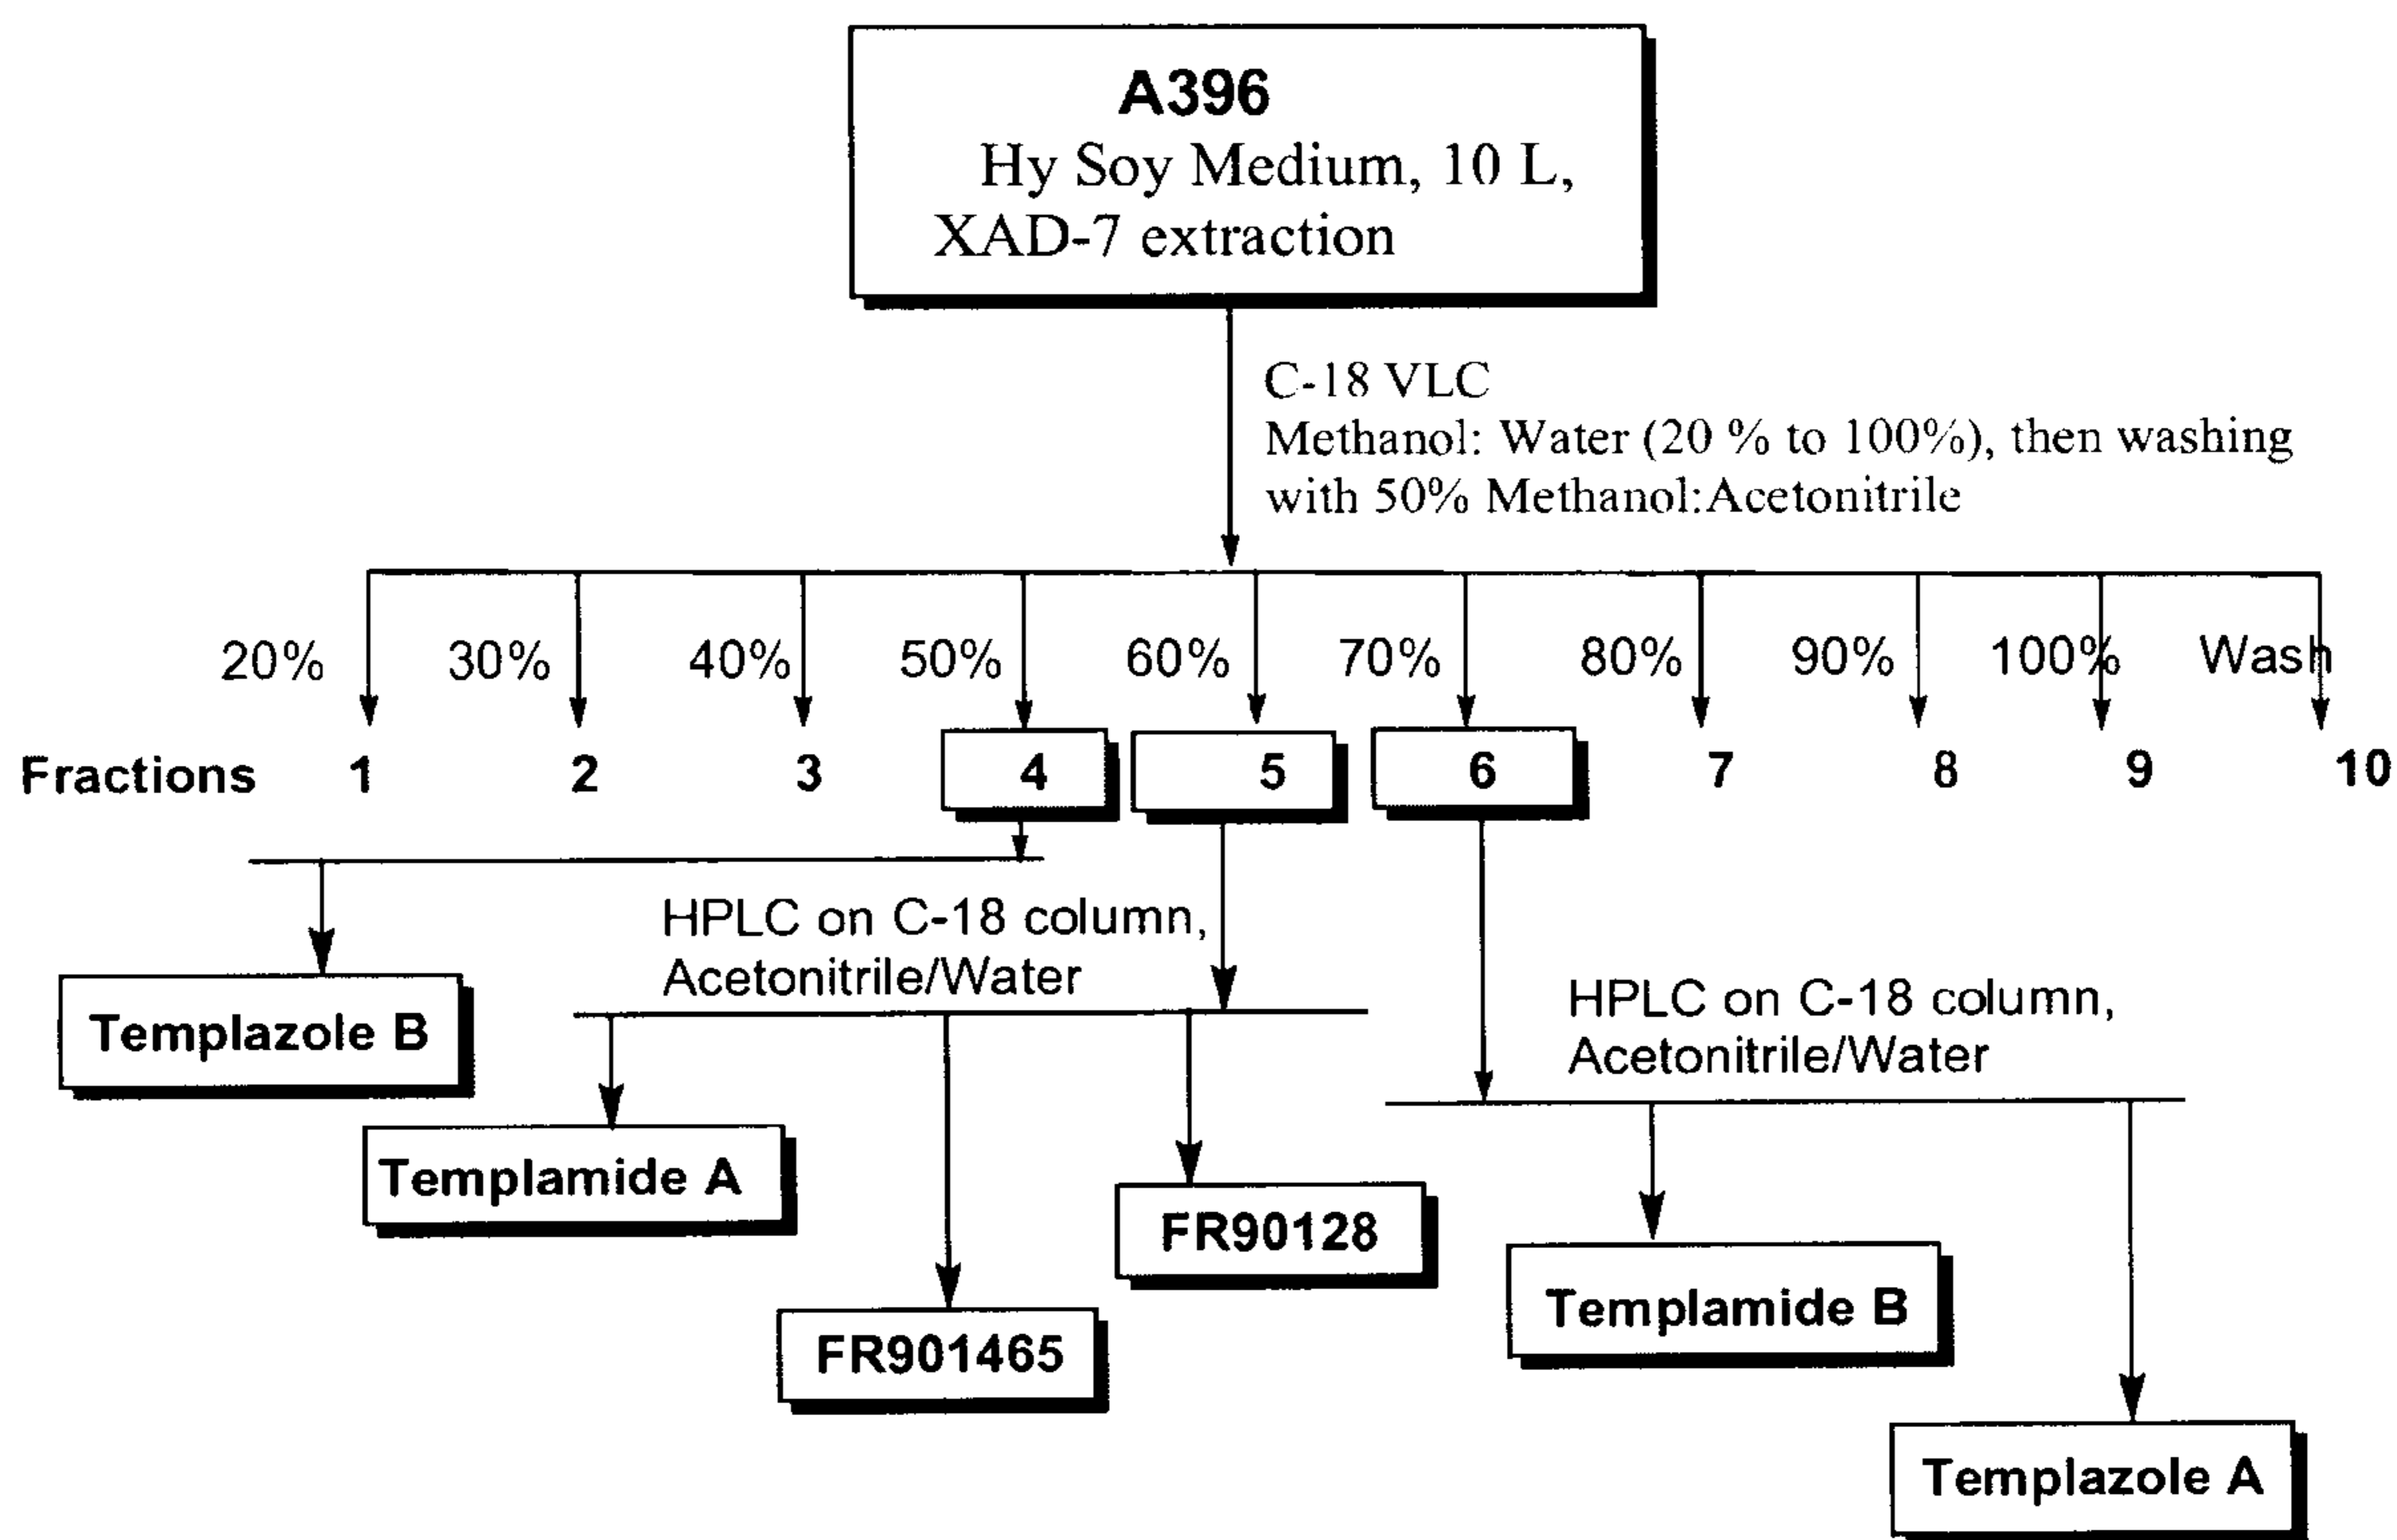 A396
Hy Soy Medium, 10 L,
XAD-7 extraction
C-18 VLC
Methanol: Water (20 % to 100%), then washing
with 50% Methanol:Acetonitrile
20% 30% 40% 50% 60% 70% 80% 90% 100% Wash
Fractions 1 2 3 4 5 6 7 8 9 10
HPLC on C-18 column,
Acetonitrile/Water
HPLC on C-18 column,
Acetonitrile/Water
Templazole B
Templamide A
FR90128
FR901465
Templamide B
Templazole A